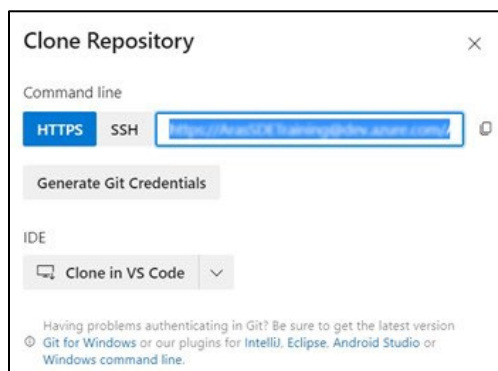 Clone Repository
Command line
HTTPS SSH https://ArasSDETraining@dev.azure.com/
Generate Git Credentials
IDE
Clone in VS Code
Having problems authenticating in Git? Be sure to get the latest version
Git for Windows or our plugins for IntelliJ, Eclipse, Android Studio or
Windows command line.